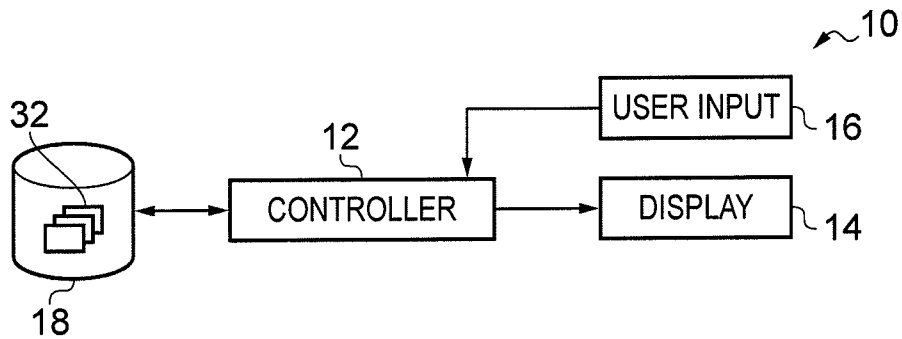 10
USER INPUT
16
32
12
CONTROLLER
DISPLAY
14
18